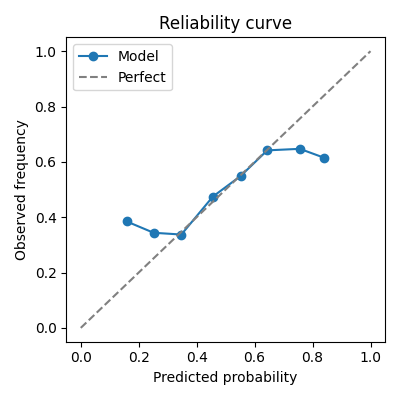 Reliability curve
Model
Perfect
Observed frequency
1.0
0.8
0.6
0.4
0.2
0.0
0.0 0.2 0.4 0.6 0.8 1.0
Predicted probability